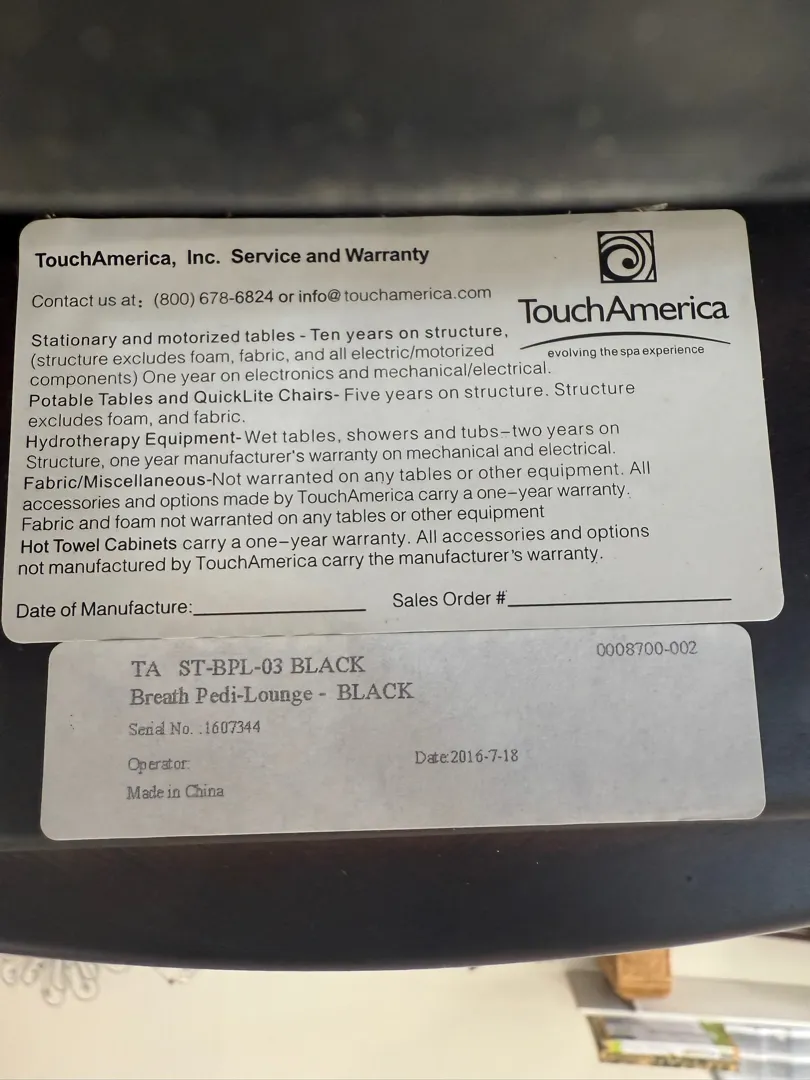 TouchAmerica, Inc. Service and Warranty
Contact us at: (800) 678-6824 or info@touchamerica.com
TouchAmerica
evolving the spa experience
Stationary and motorized tables - Ten years on structure,
(structure excludes foam, fabric, and all electric/motorized
components) One year on electronics and mechanical/electrical.
Potable Tables and QuickLite Chairs- Five years on structure. Structure
excludes foam, and fabric.
Hydrotherapy Equipment-Wet tables, showers and tubs-two years on
Structure, one year manufacturer's warranty on mechanical and electrical.
Fabric/Miscellaneous-Not warranted on any tables or other equipment. All
accessories and options made by TouchAmerica carry a one-year warranty.
Fabric and foam not warranted on any tables or other equipment
Hot Towel Cabinets carry a one-year warranty. All accessories and options
not manufactured by TouchAmerica carry the manufacturer's warranty.
Date of Manufacture:____________ Sales Order #____________
0008700-002
TA ST-BPL-03 BLACK
Breath Pedi-Lounge - BLACK
Serial No. .1607344
Operator: Date:2016-7-18
Made in China